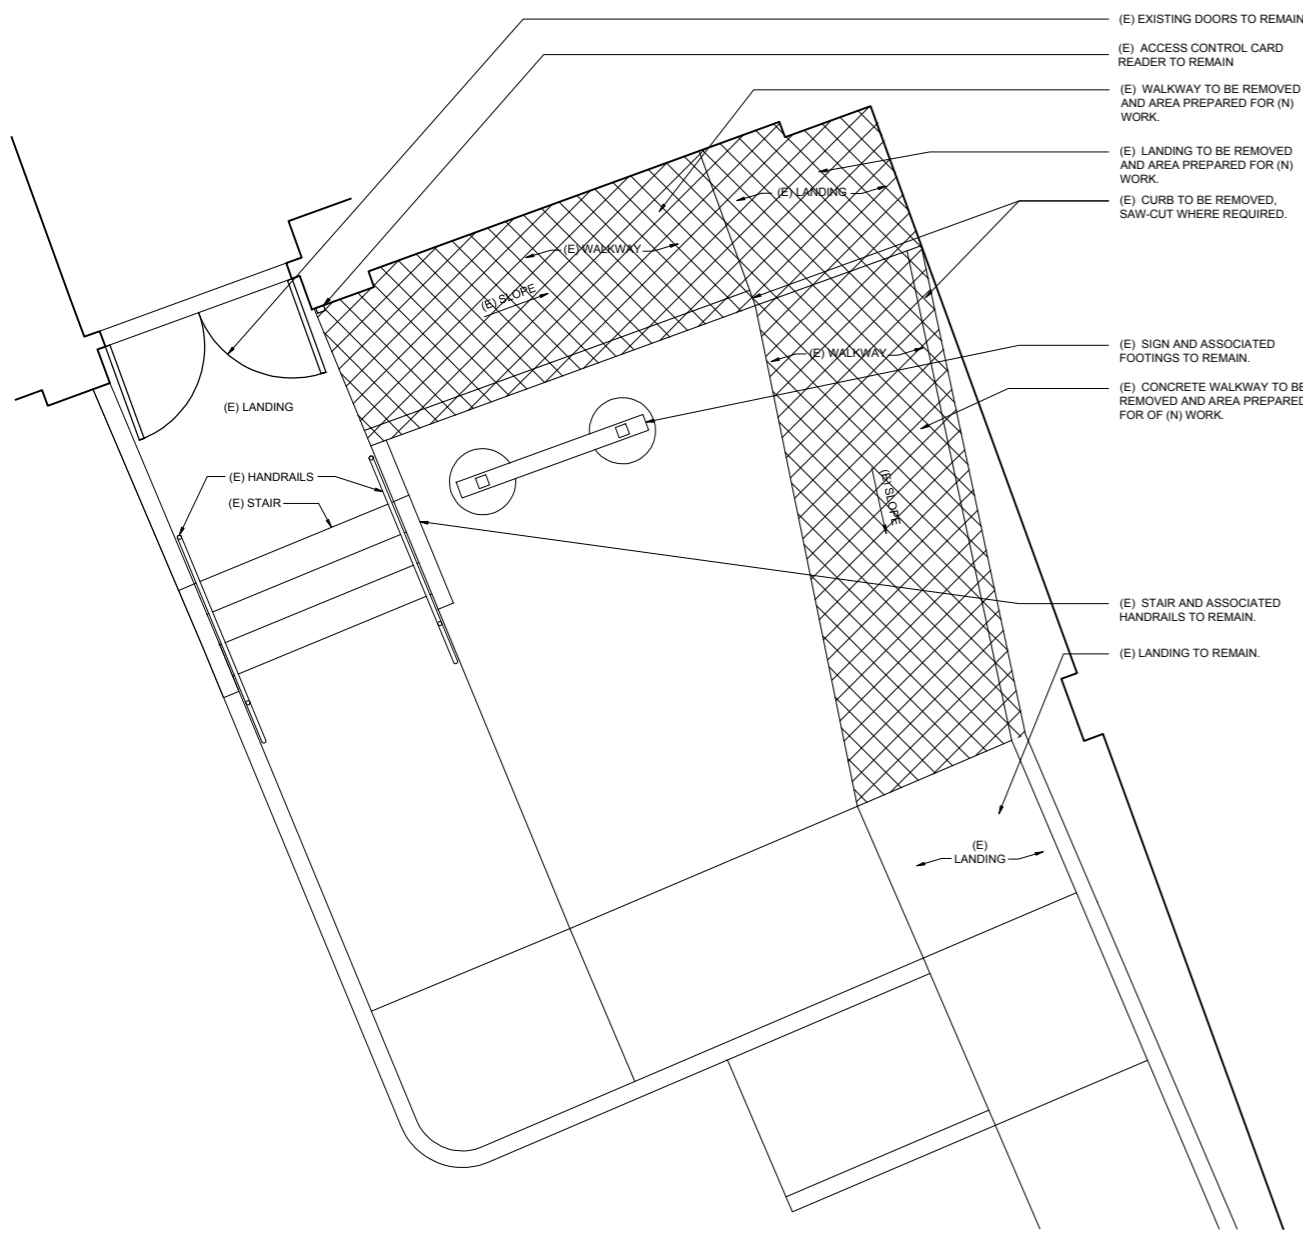 (E) EXISTING DOORS TO REMAIN
(E) ACCESS CONTROL CARD
READER TO REMAIN
(E) WALKWAY TO BE REMOVED
AND AREA PREPARED FOR (N)
WORK.
(E) LANDING TO BE REMOVED
AND AREA PREPARED FOR (N)
WORK.
(E) CURB TO BE REMOVED,
SAW-CUT WHERE REQUIRED.
(E) SIGN AND ASSOCIATED
FOOTINGS TO REMAIN.
(E) CONCRETE WALKWAY TO BE
REMOVED AND AREA PREPARED
FOR OF (N) WORK.
(E) STAIR AND ASSOCIATED
HANDRAILS TO REMAIN.
(E) LANDING TO REMAIN.
(E) LANDING
(E) WALKWAY
(E) SLOPE
(E) WALKWAY
(E) LANDING
(E) HANDRAILS
(E) STAIR
(E) SLOPE
(E)
LANDING